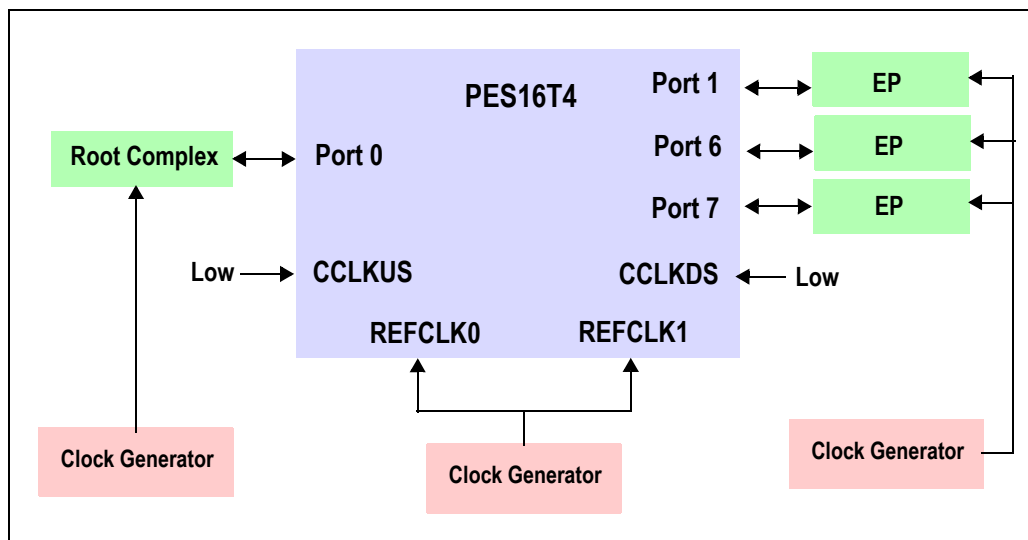 PES16T4
Port 1
EP
Root Complex
Port 0
Port 6
EP
Port 7
EP
Low
CCLKUS
CCLKDS
Low
REFCLK0
REFCLK1
Clock Generator
Clock Generator
Clock Generator